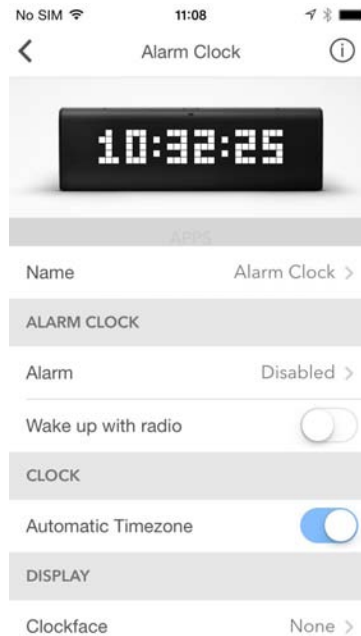 No SIM 11:08
Alarm Clock
10:32:25
APPS
Name Alarm Clock >
ALARM CLOCK
Alarm Disabled >
Wake up with radio
CLOCK
Automatic Timezone
DISPLAY
Clockface None >